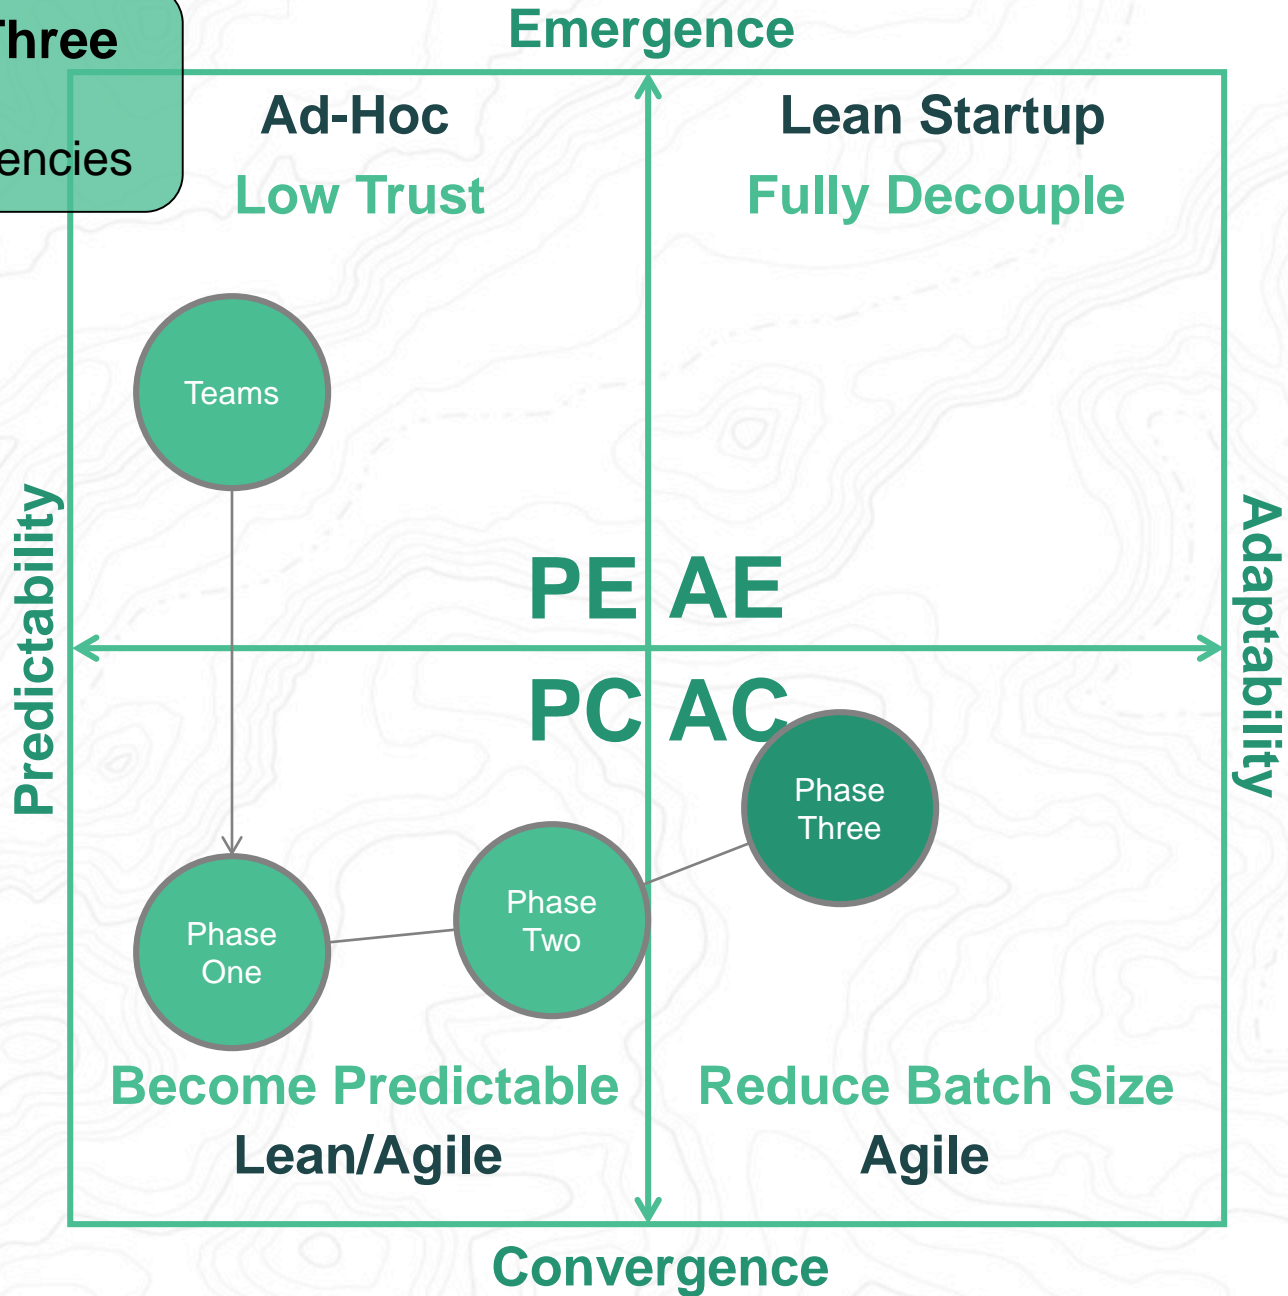 Three
encies
Emergence
Ad-Hoc
Low Trust
Lean Startup
Fully Decouple
Teams
Predictability
Adaptability
PE AE
PC AC
Phase
Three
Phase
Two
Phase
One
Become Predictable
Lean/Agile
Reduce Batch Size
Agile
Convergence